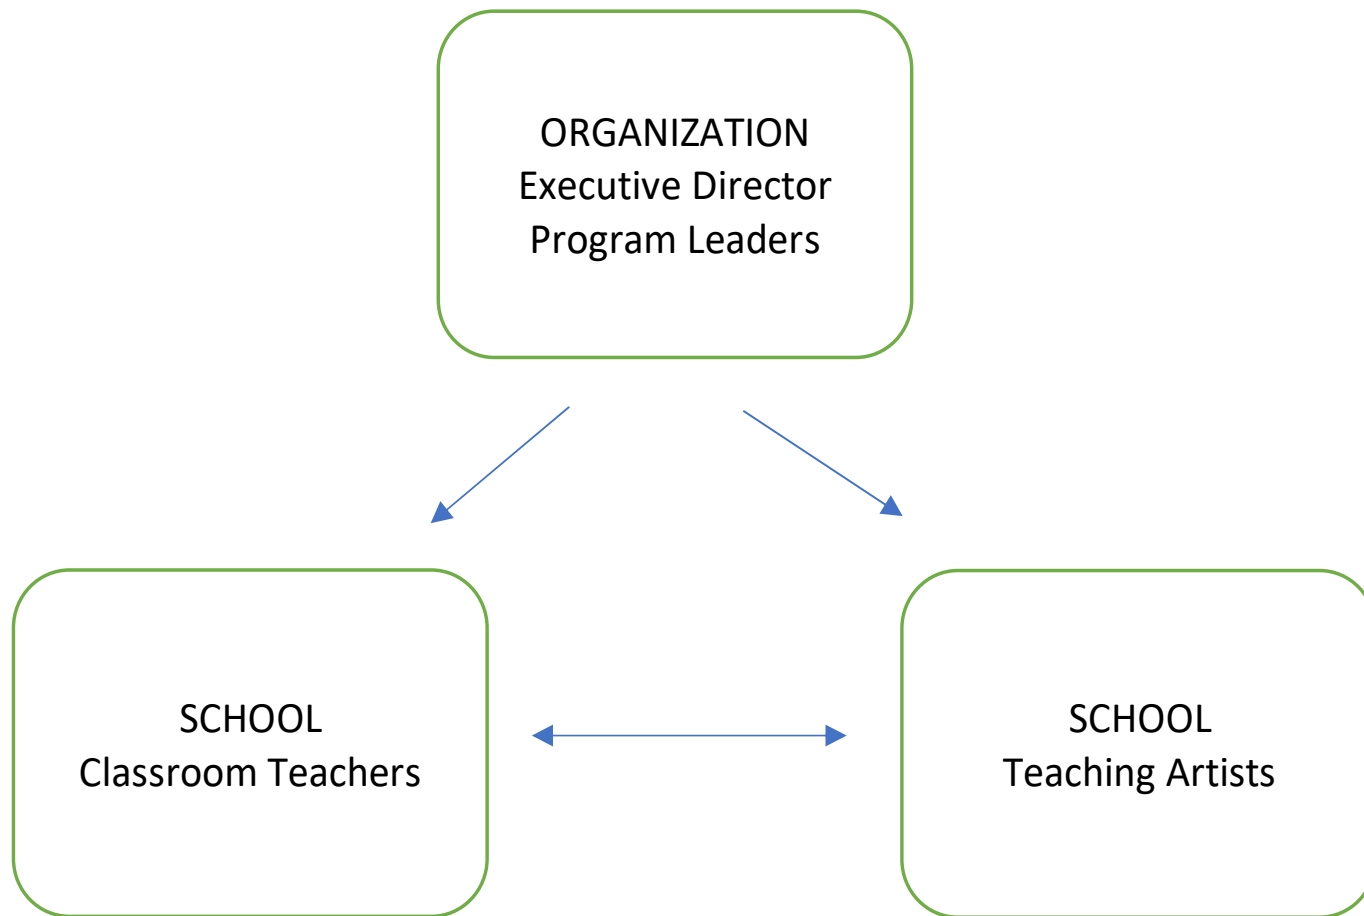 ORGANIZATION
Executive Director
Program Leaders
SCHOOL
Classroom Teachers
SCHOOL
Teaching Artists